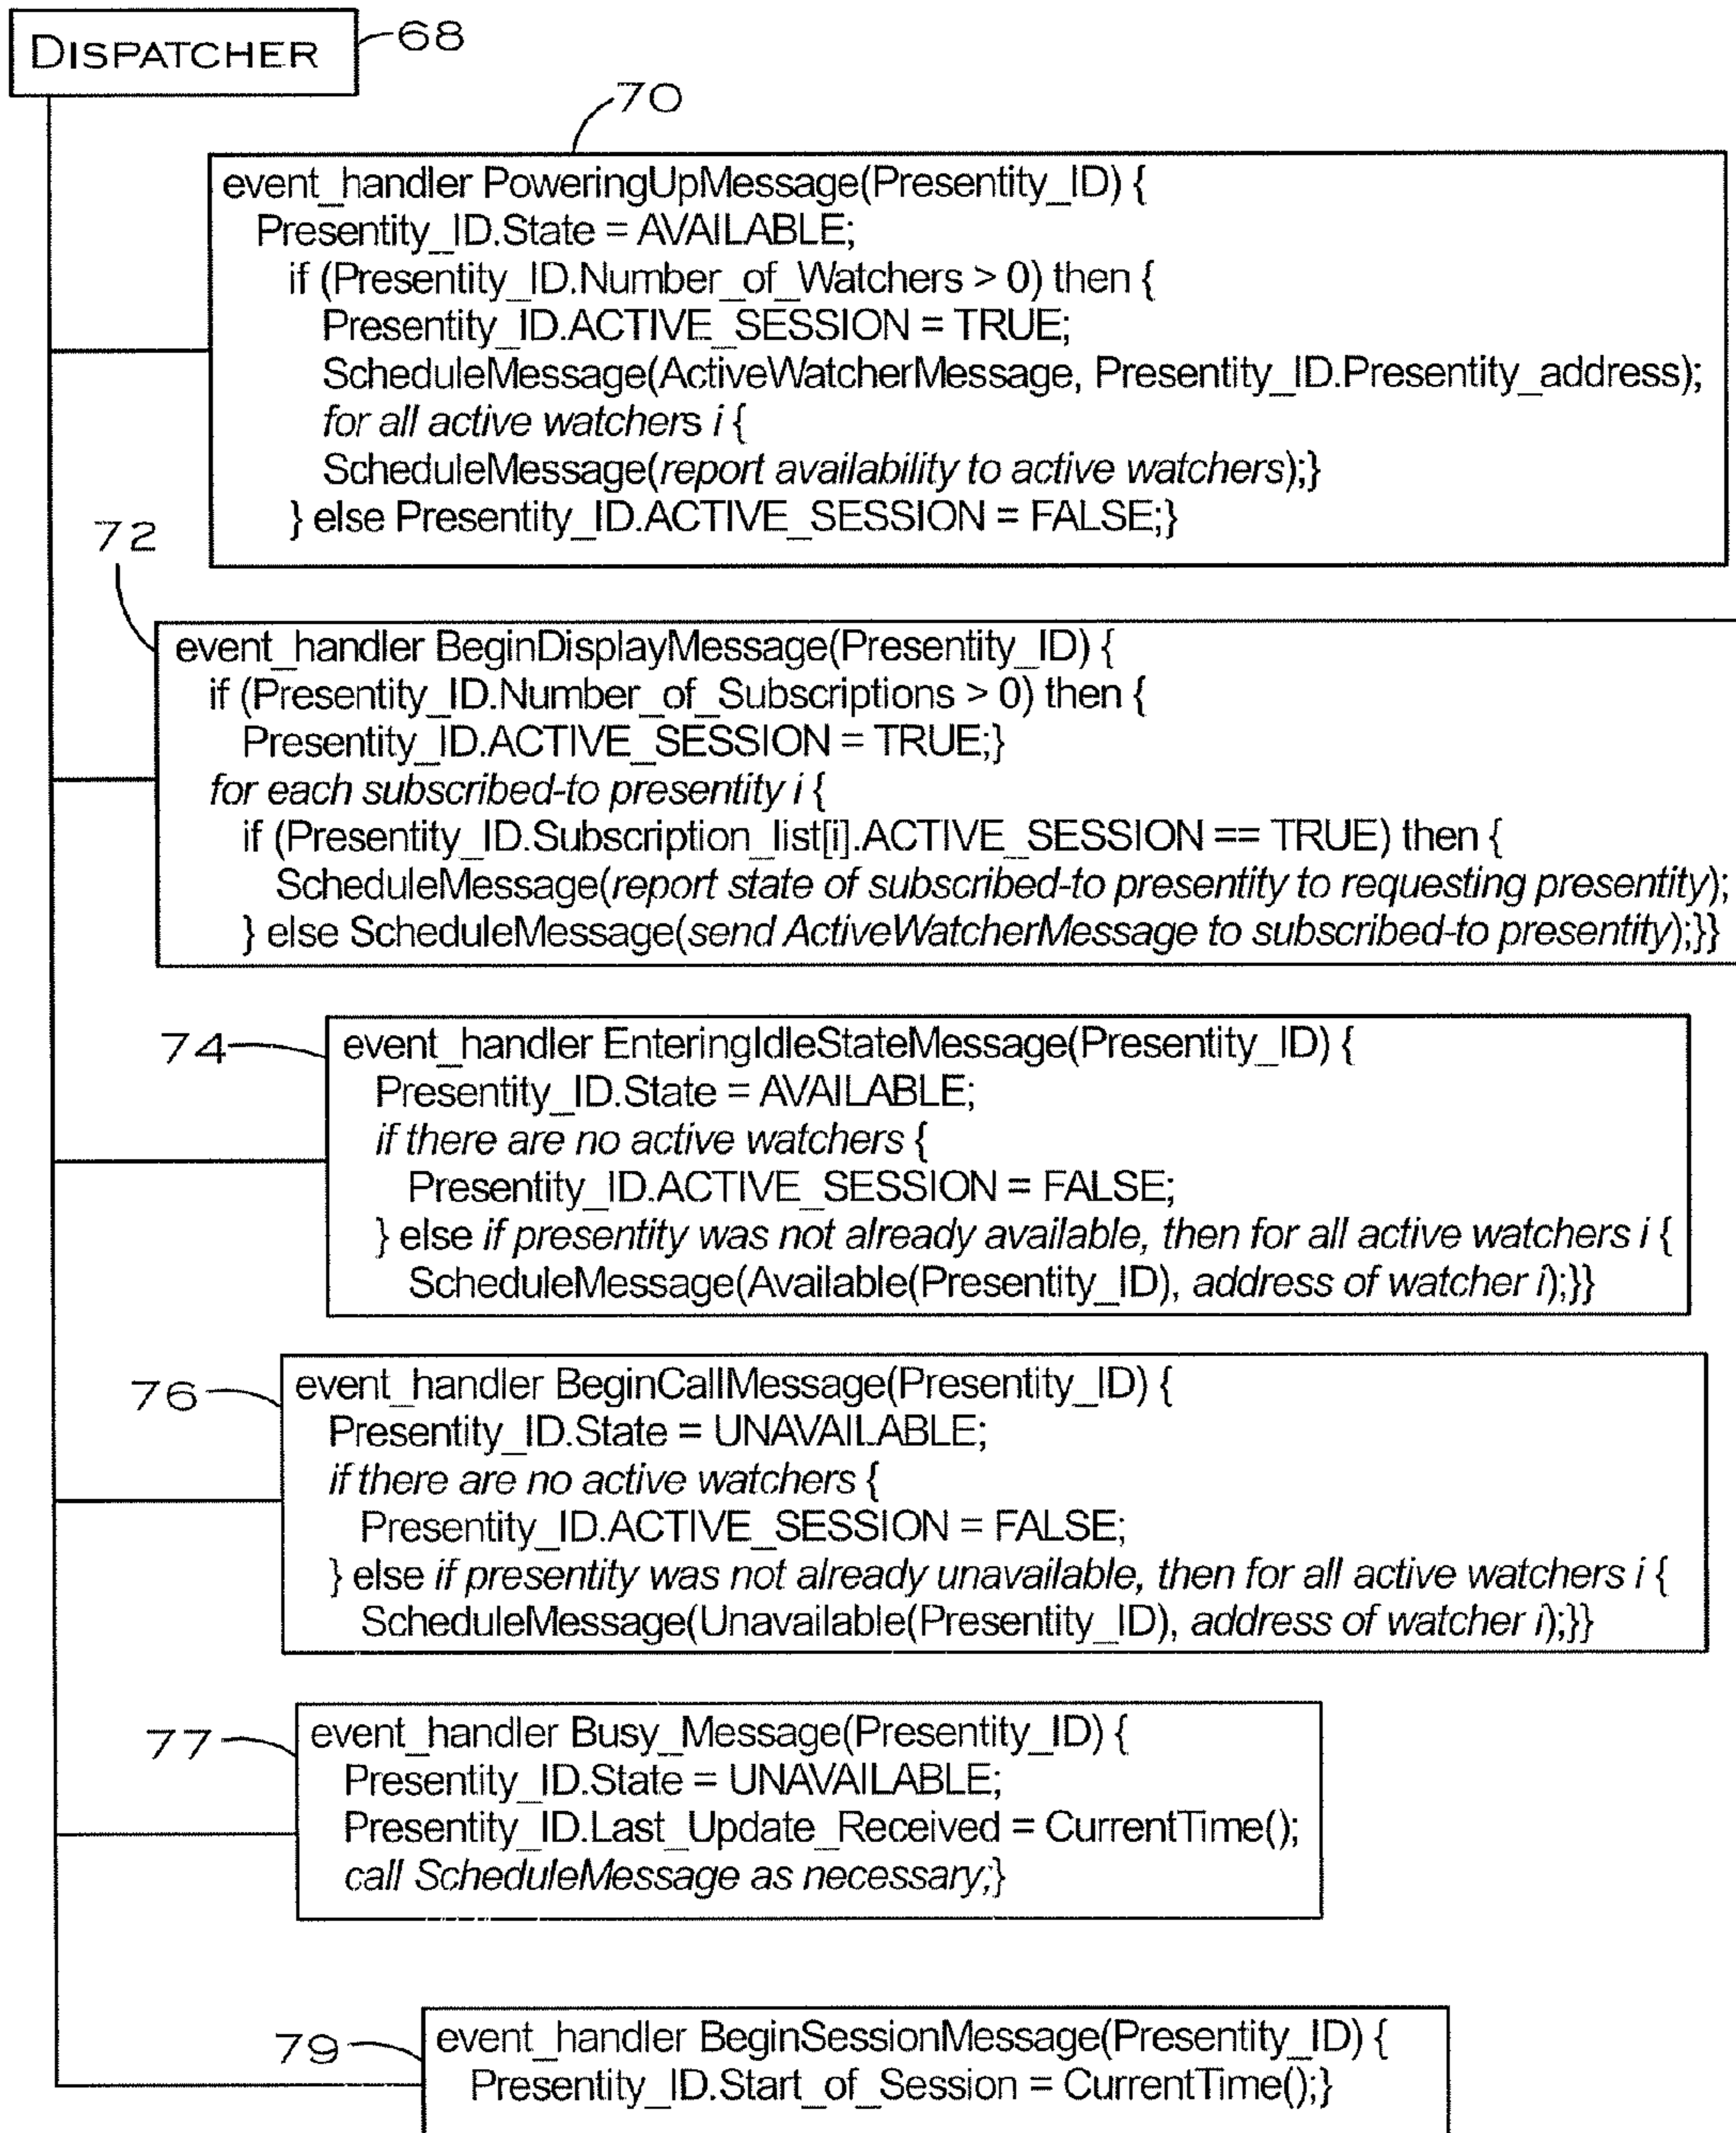 DISPATCHER
68
70
event_handler PoweringUpMessage(Presentity_ID) {
Presentity_ID.State = AVAILABLE;
if (Presentity_ID.Number_of_Watchers > 0) then {
Presentity_ID.ACTIVE_SESSION = TRUE;
ScheduleMessage(ActiveWatcherMessage, Presentity_ID.Presentity_address);
for all active watchers i {
ScheduleMessage(report availability to active watchers);}
} else Presentity_ID.ACTIVE_SESSION = FALSE;}
72
event_handler BeginDisplayMessage(Presentity_ID) {
if (Presentity_ID.Number_of_Subscriptions > 0) then {
Presentity_ID.ACTIVE_SESSION = TRUE;}
for each subscribed-to presentity i {
if (Presentity_ID.Subscription_list[i].ACTIVE_SESSION == TRUE) then {
ScheduleMessage(report state of subscribed-to presentity to requesting presentity);
} else ScheduleMessage(send ActiveWatcherMessage to subscribed-to presentity);}}
74
event_handler EnteringIdleStateMessage(Presentity_ID) {
Presentity_ID.State = AVAILABLE;
if there are no active watchers {
Presentity_ID.ACTIVE_SESSION = FALSE;
} else if presentity was not already available, then for all active watchers i {
ScheduleMessage(Available(Presentity_ID), address of watcher i);}}
76
event_handler BeginCallMessage(Presentity_ID) {
Presentity_ID.State = UNAVAILABLE;
if there are no active watchers {
Presentity_ID.ACTIVE_SESSION = FALSE;
} else if presentity was not already unavailable, then for all active watchers i {
ScheduleMessage(Unavailable(Presentity_ID), address of watcher i);}}
77
event_handler Busy_Message(Presentity_ID) {
Presentity_ID.State = UNAVAILABLE;
Presentity_ID.Last_Update_Received = CurrentTime();
call ScheduleMessage as necessary;}
79
event_handler BeginSessionMessage(Presentity_ID) {
Presentity_ID.Start_of_Session = CurrentTime();}